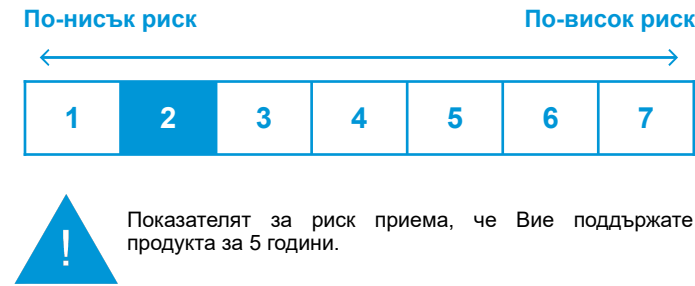 По-нисък риск По-висок риск
1 2 3 4 5 6 7
!
Показателят за риск приема, че Вие поддържате
продукта за 5 години.